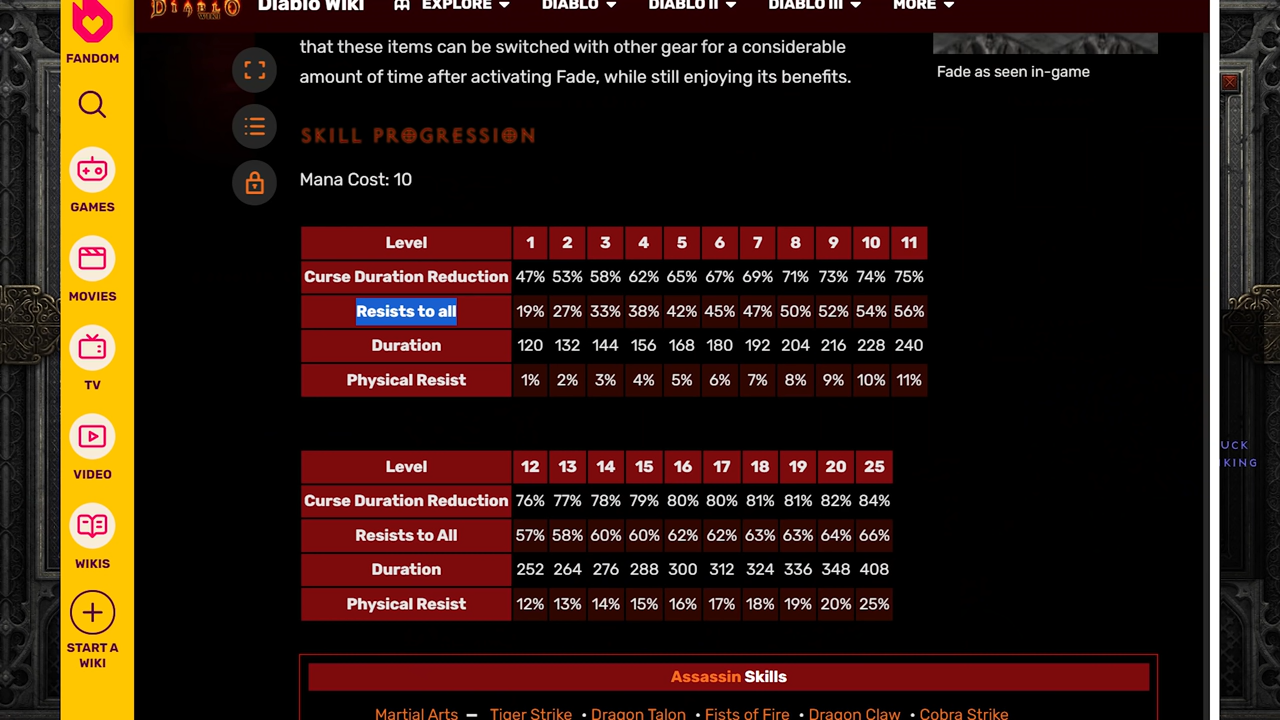 DIABLO
WIKI
Diablo Wiki
EXPLORE
DIABLO
DIABLO II
DIABLO III
MORE
FANDOM
GAMES
MOVIES
TV
VIDEO
WIKIS
START A
WIKI
that these items can be switched with other gear for a considerable
amount of time after activating Fade, while still enjoying its benefits.
Fade as seen in-game
SKILL PROGRESSION
Mana Cost: 10
Level 1 2 3 4 5 6 7 8 9 10 11
Curse Duration Reduction 47% 53% 58% 62% 65% 67% 69% 71% 73% 74% 75%
Resists to all 19% 27% 33% 38% 42% 45% 47% 50% 52% 54% 56%
Duration 120 132 144 156 168 180 192 204 216 228 240
Physical Resist 1% 2% 3% 4% 5% 6% 7% 8% 9% 10% 11%
Level 12 13 14 15 16 17 18 19 20 25
Curse Duration Reduction 76% 77% 78% 79% 80% 80% 81% 81% 82% 84%
Resists to All 57% 58% 60% 60% 62% 62% 63% 63% 64% 66%
Duration 252 264 276 288 300 312 324 336 348 408
Physical Resist 12% 13% 14% 15% 16% 17% 18% 19% 20% 25%
Assassin Skills
Martial Arts – Tiger Strike • Dragon Talon • Fists of Fire • Dragon Claw • Cobra Strike
UCK
KING